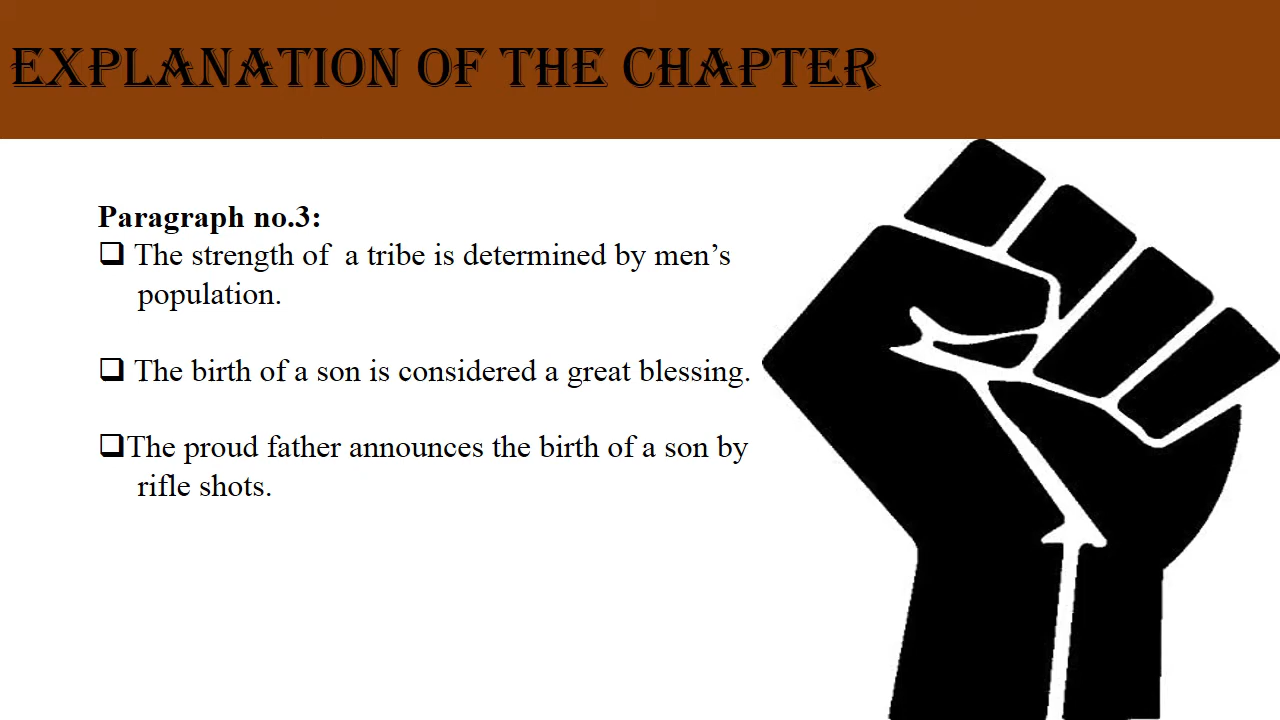 EXPLANATION OF THE CHAPTER
Paragraph no.3:
❑ The strength of  a tribe is determined by men’s
population.
❑ The birth of a son is considered a great blessing.
❑The proud father announces the birth of a son by
rifle shots.